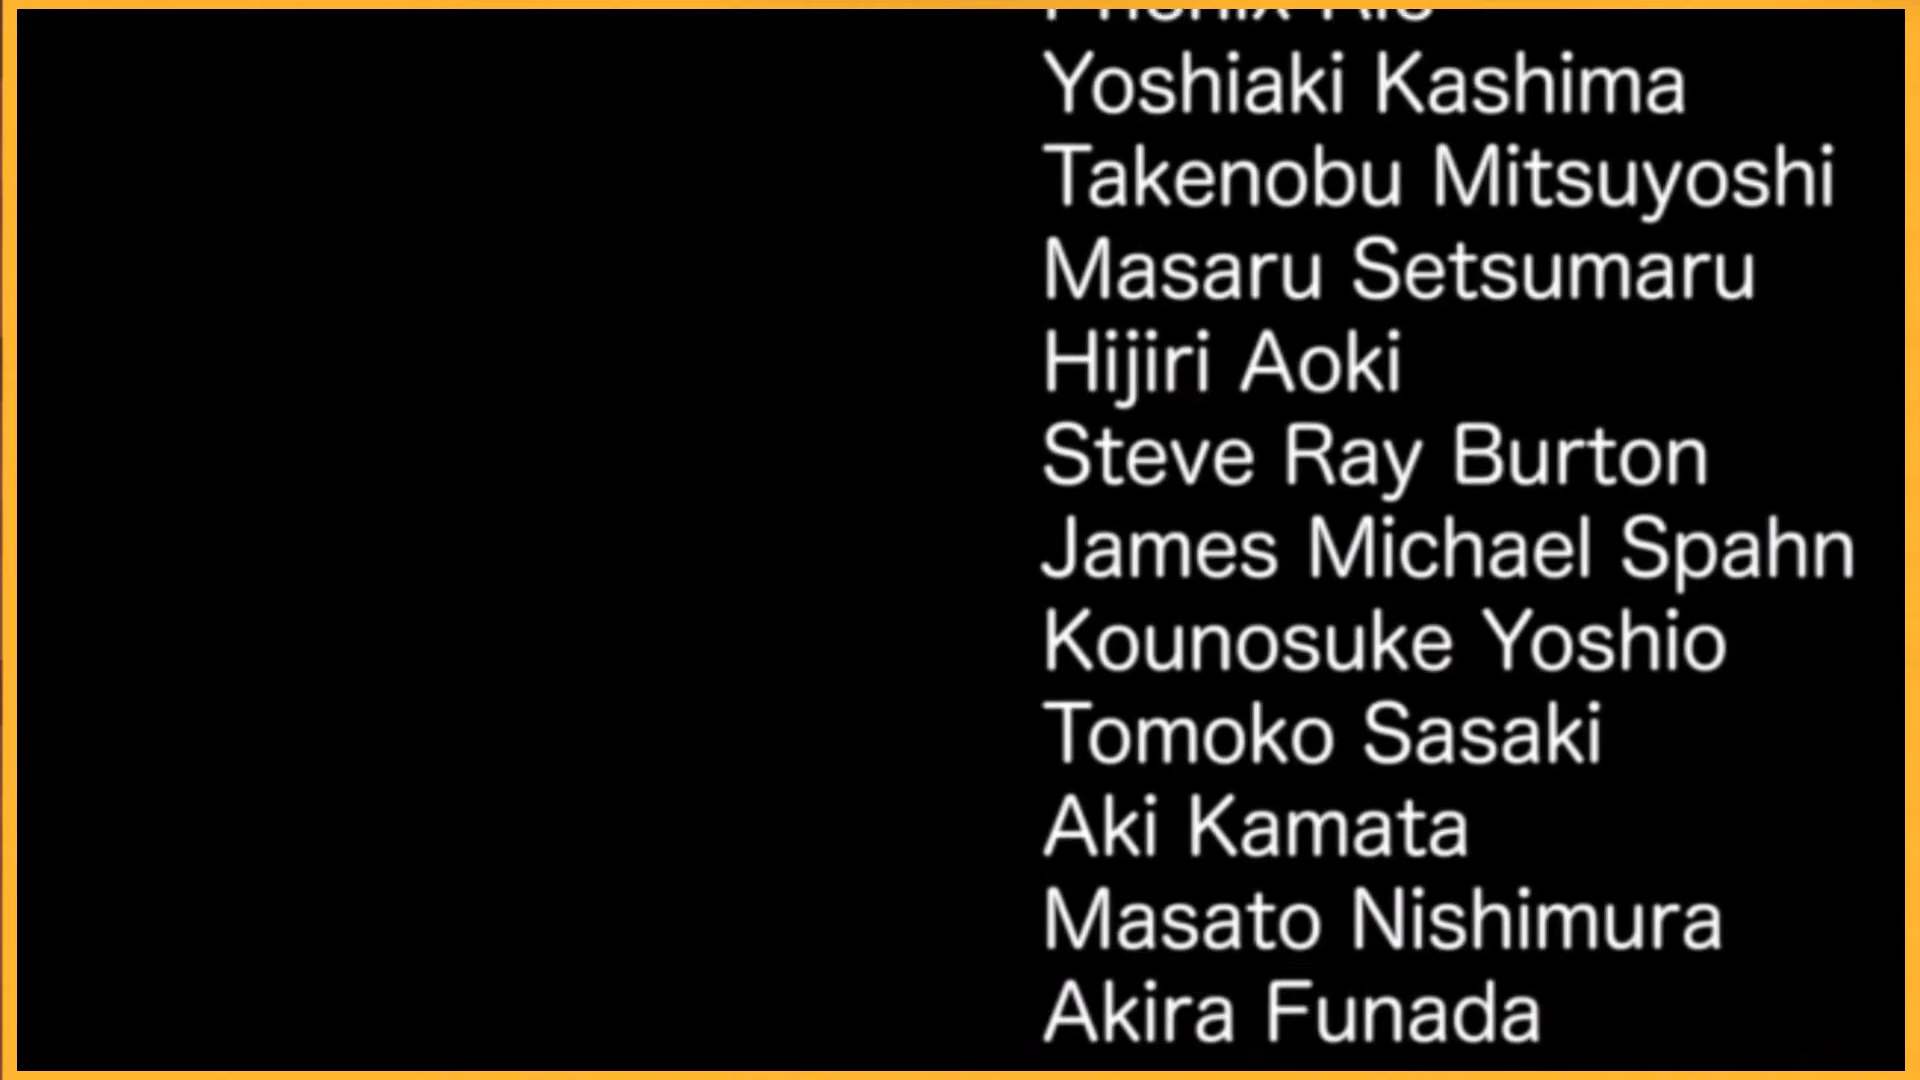 Yoshiaki Kashima
Takenobu Mitsuyoshi
Masaru Setsumaru
Hijiri Aoki
Steve Ray Burton
James Michael Spahn
Kounosuke Yoshio
Tomoko Sasaki
Aki Kamata
Masato Nishimura
Akira Funada